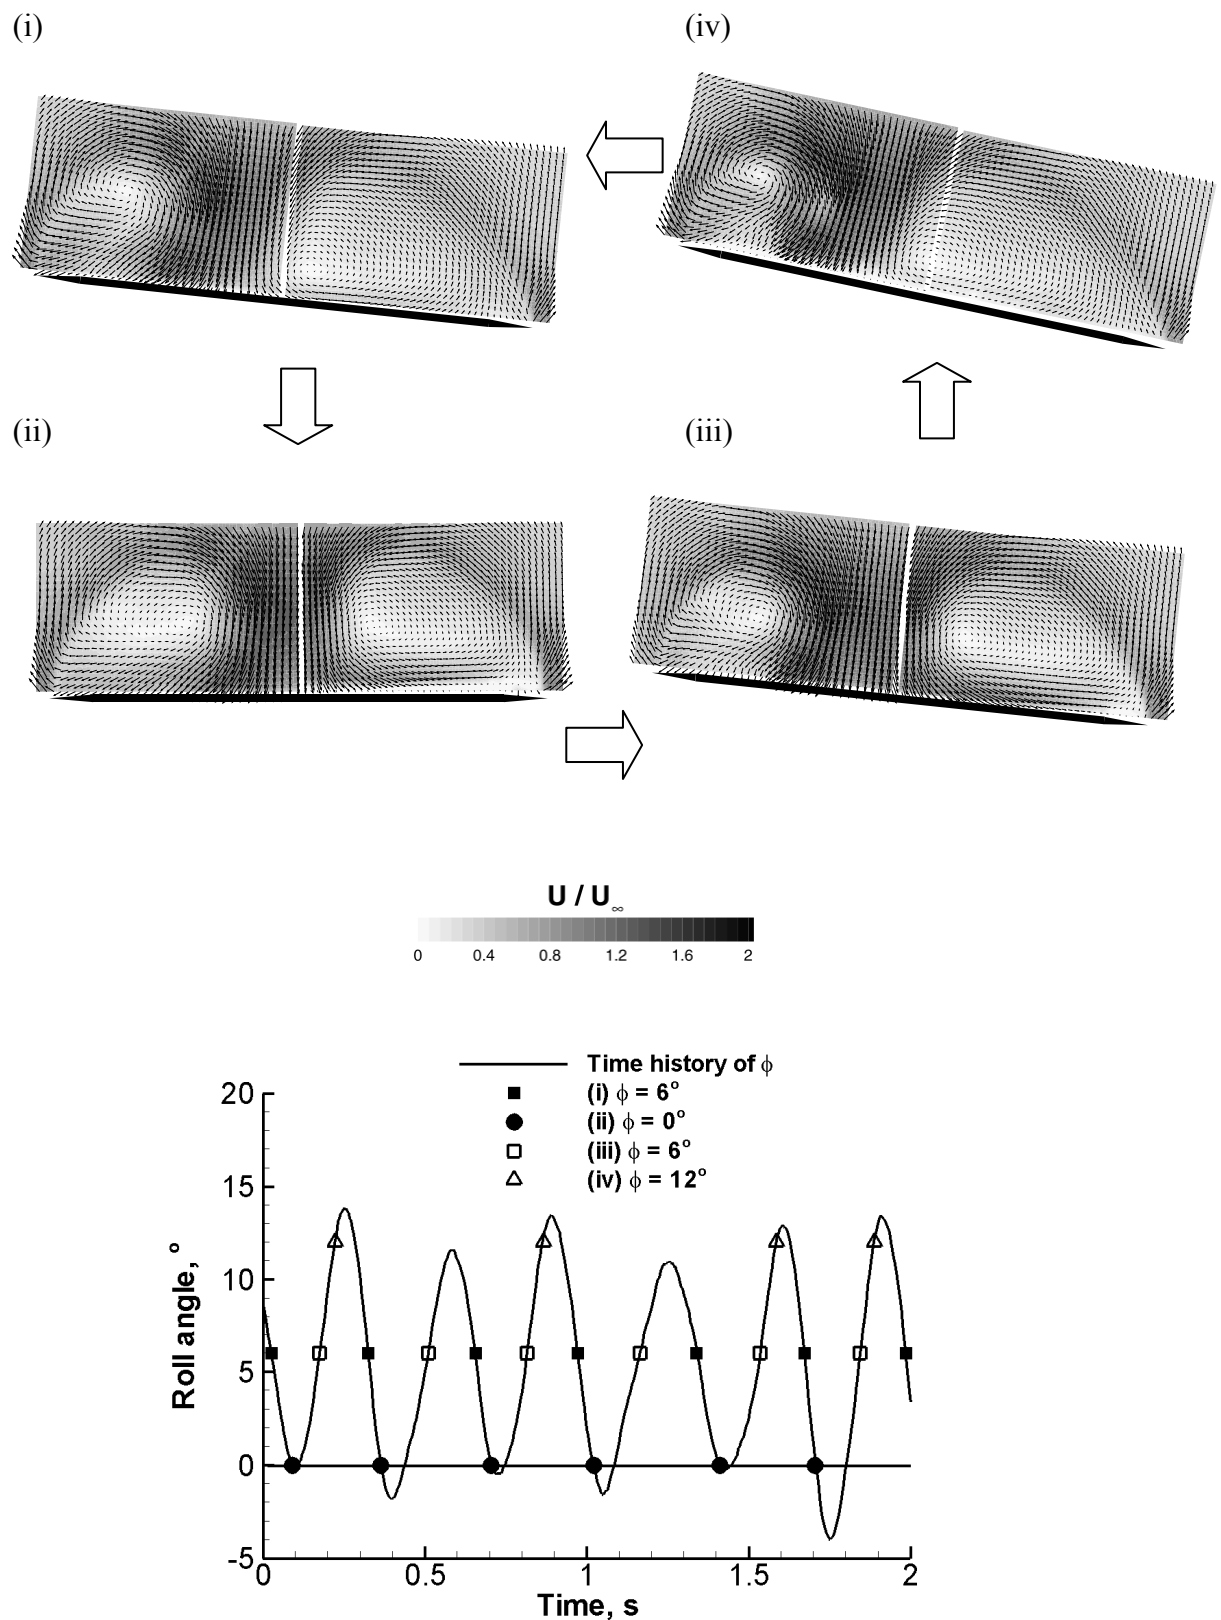 (i)
(iv)
(ii)
(iii)
U / U∞
0 0.4 0.8 1.2 1.6 2
Time history of ϕ
(i) ϕ = 6°
(ii) ϕ = 0°
(iii) ϕ = 6°
(iv) ϕ = 12°
20
15
10
5
0
-5
Roll angle, °
0 0.5 1 1.5 2
Time, s